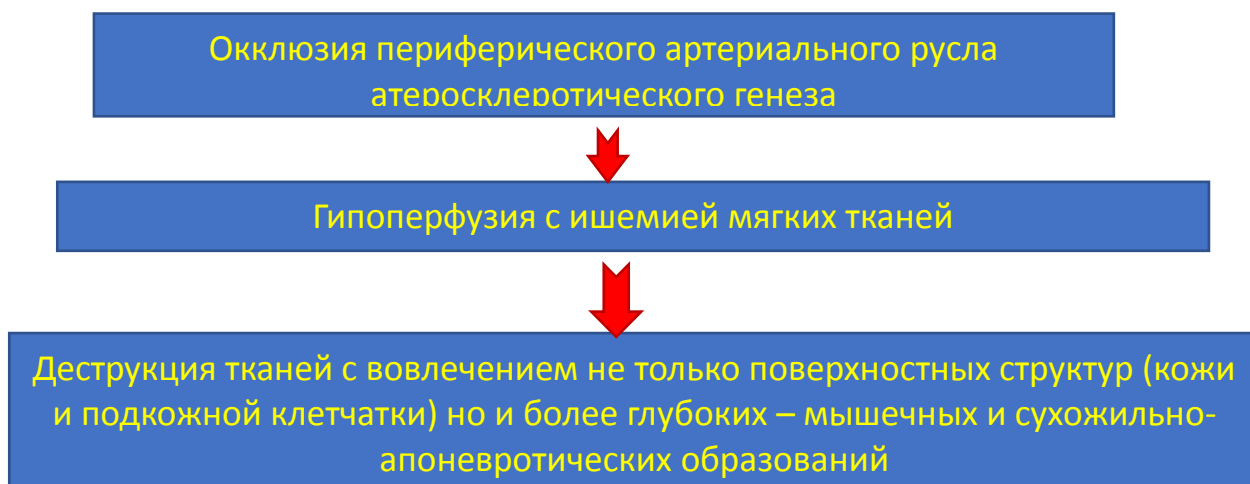 Окклюзия периферического артериального русла
атеросклеротического генеза
Гипоперфузия с ишемией мягких тканей
Деструкция тканей с вовлечением не только поверхностных структур (кожи
и подкожной клетчатки) но и более глубоких – мышечных и сухожильно-
апоневротических образований